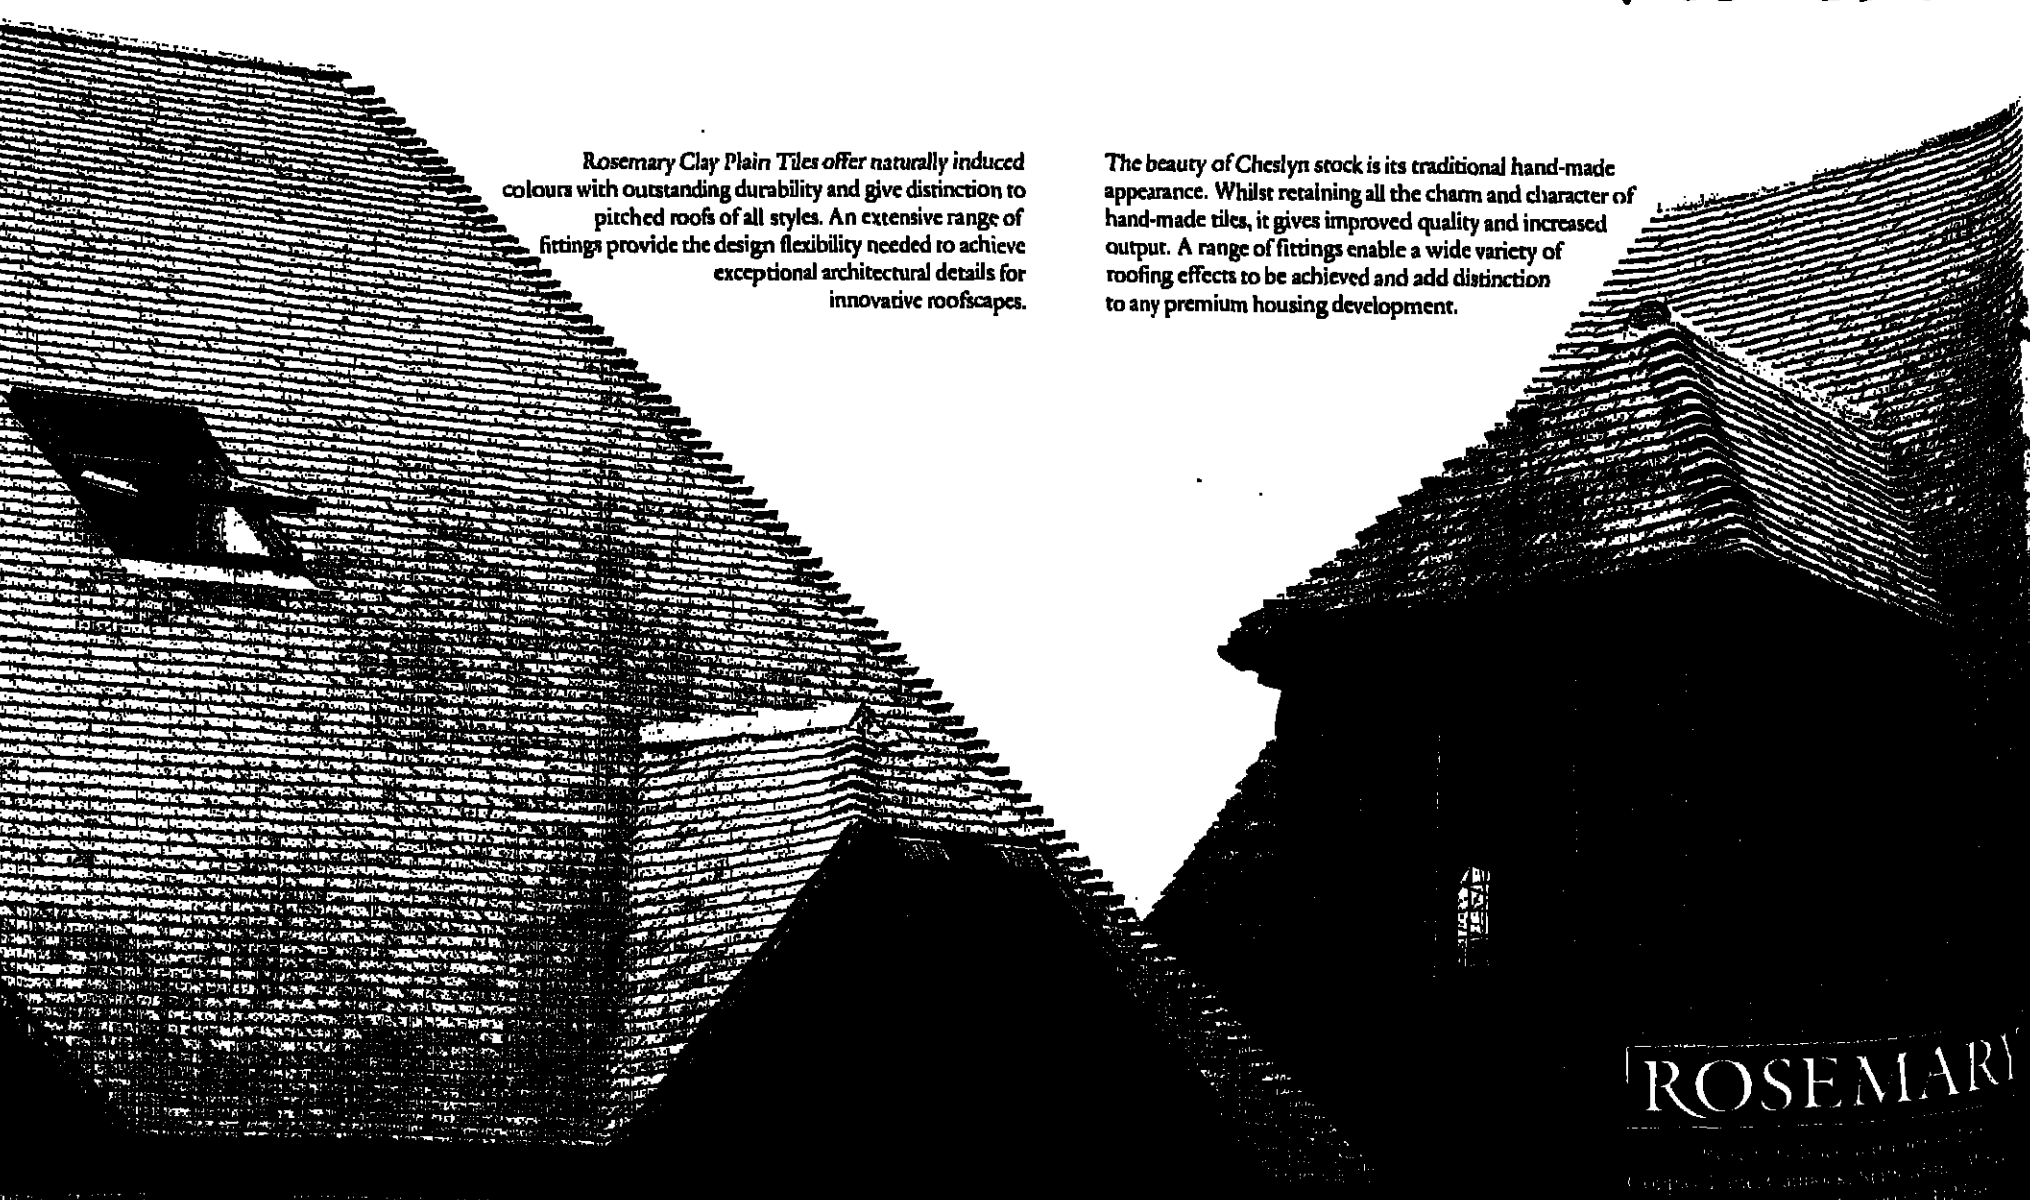 Rosemary Clay Plain Tiles offer naturally induced
colours with outstanding durability and give distinction to
pitched roofs of all styles. An extensive range of
fittings provide the design flexibility needed to achieve
exceptional architectural details for
innovative roofscapes.
The beauty of Cheslyn stock is its traditional hand-made
appearance. Whilst retaining all the charm and character of
hand-made tiles, it gives improved quality and increased
output. A range of fittings enable a wide variety of
roofing effects to be achieved and add distinction
to any premium housing development.
ROSEMARY